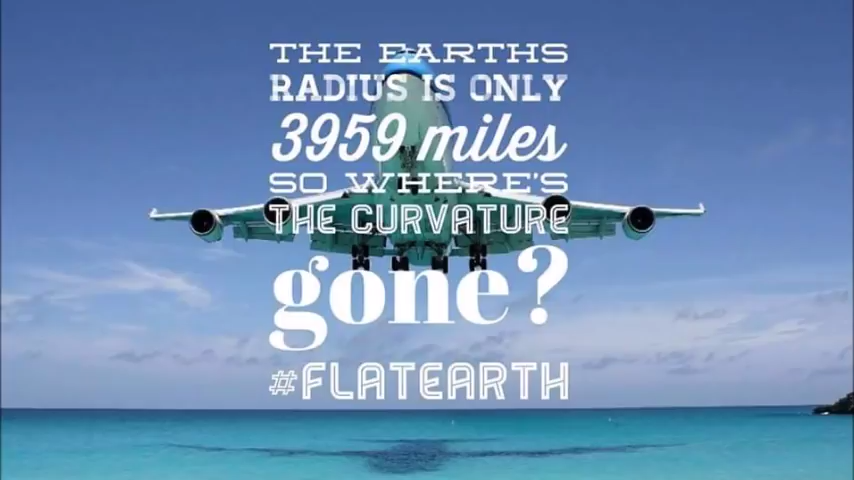 THE EARTHS
RADIUS IS ONLY
3959 miles
SO WHERE'S
THE CURVATURE
gone?
#FLATEARTH